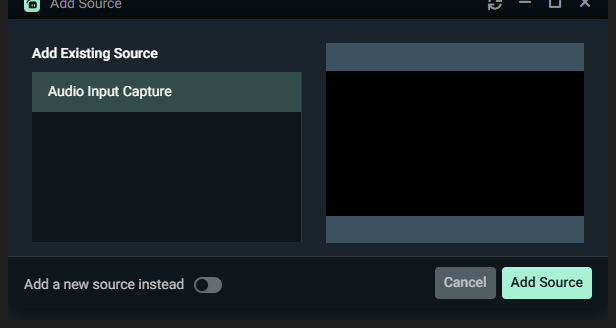 Add Source
Add Existing Source
Audio Input Capture
Add a new source instead
Cancel
Add Source